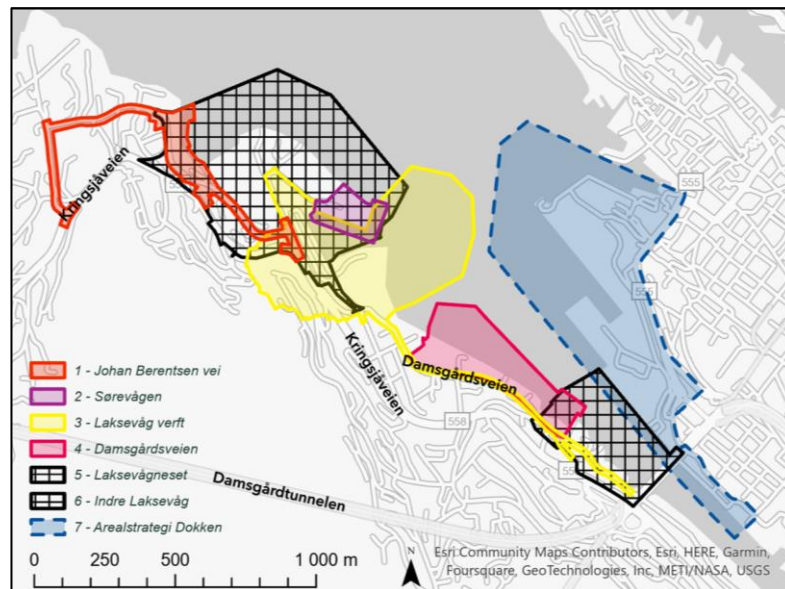 555
555
555
Kringsjåveien
Kringsjåveien
Damsgårdsveien
558
Damsgårdtunnelen
1 - Johan Berentsen vei
2 - Sørevågen
3 - Laksevåg verft
4 - Damsgårdsveien
5 - Laksevågneset
6 - Indre Laksevåg
7 - Arealstrategi Dokken
0 500 1 000 m
N
Esri Community Maps Contributors, Esri, HERE, Garmin,
Foursquare, GeoTechnologies, Inc, METI/NASA, USGS